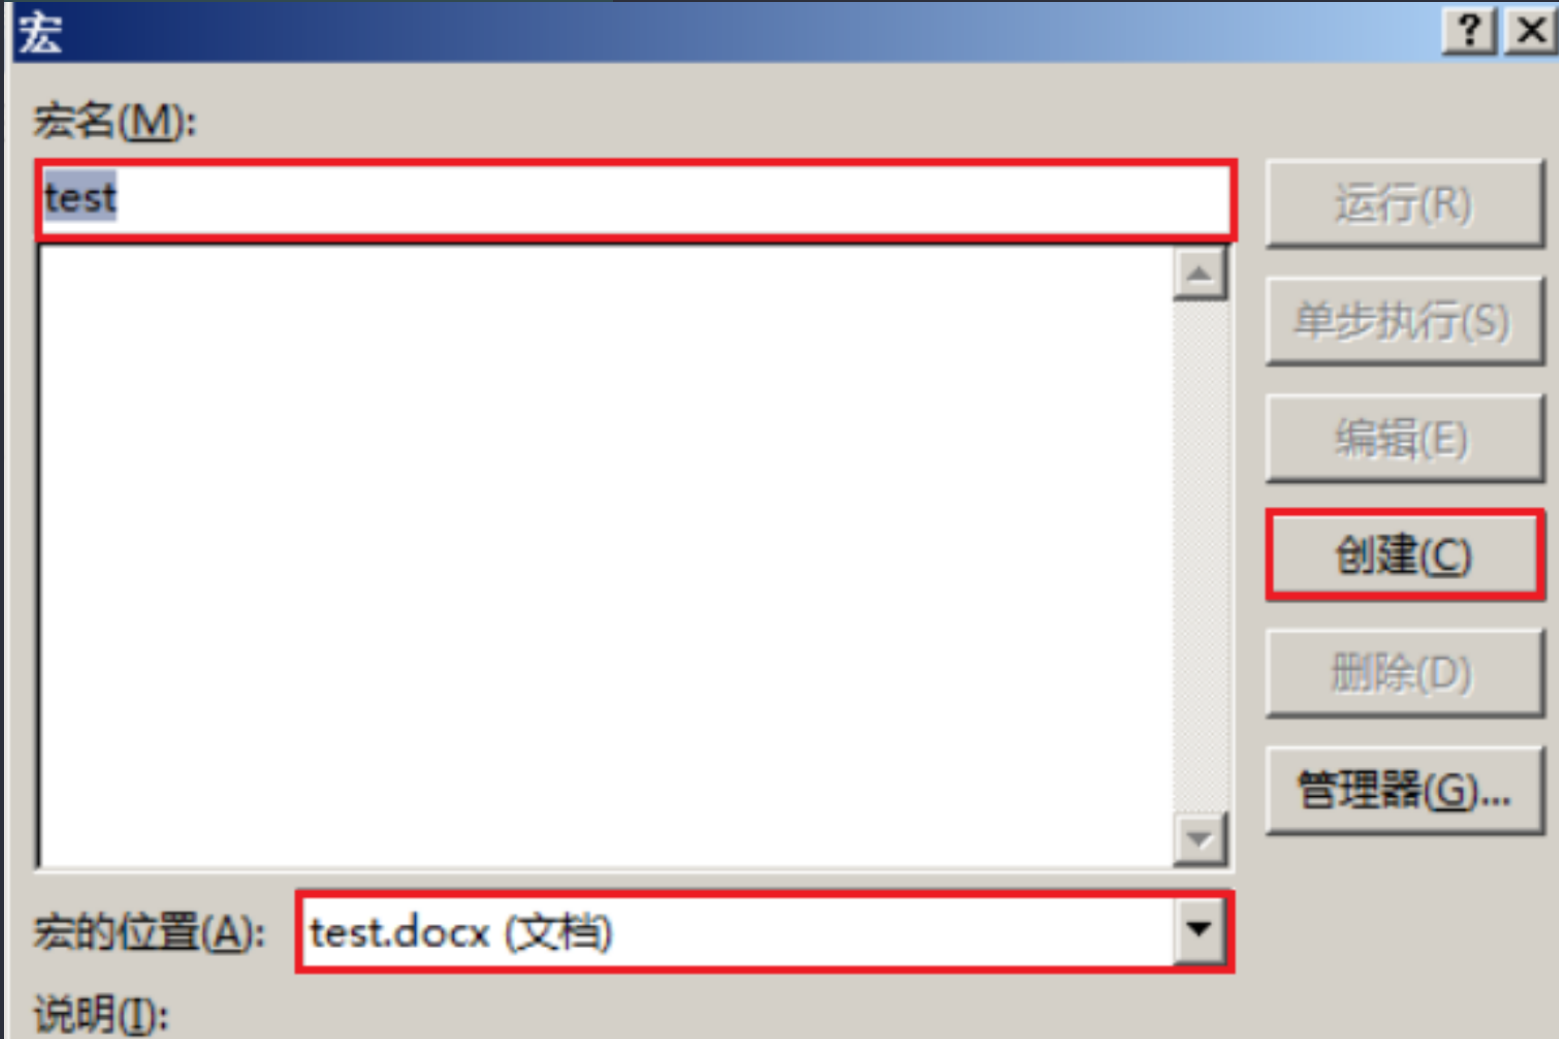 宏
宏名(M):
test
运行(R)
单步执行(S)
编辑(E)
创建(C)
删除(D)
管理器(G)...
宏的位置(A):
test.docx (文档)
说明(I):